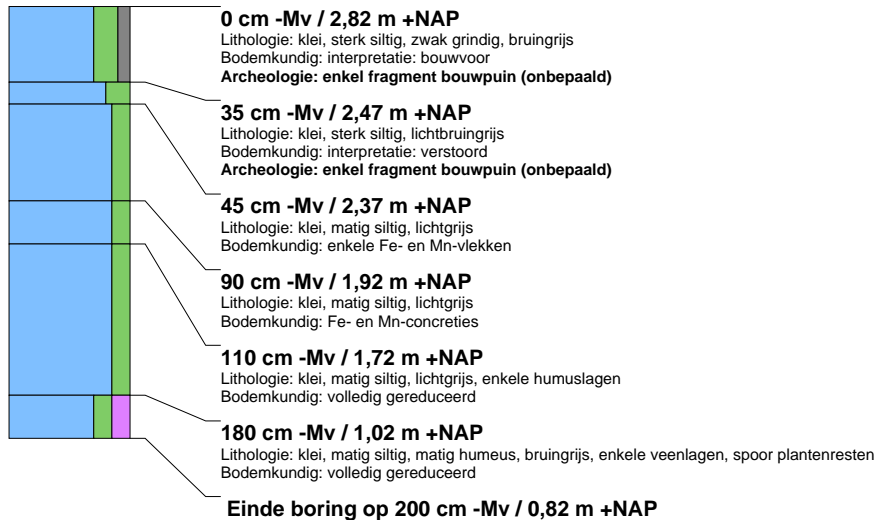 0 cm -Mv / 2,82 m +NAP
Lithologie: klei, sterk siltig, zwak grindig, bruingrijs
Bodemkundig: interpretatie: bouwvoor
Archeologie: enkel fragment bouwpuin (onbepaald)
35 cm -Mv / 2,47 m +NAP
Lithologie: klei, sterk siltig, lichtbruingrijs
Bodemkundig: interpretatie: verstoord
Archeologie: enkel fragment bouwpuin (onbepaald)
45 cm -Mv / 2,37 m +NAP
Lithologie: klei, matig siltig, lichtgrijs
Bodemkundig: enkele Fe- en Mn-vlekken
90 cm -Mv / 1,92 m +NAP
Lithologie: klei, matig siltig, lichtgrijs
Bodemkundig: Fe- en Mn-concreties
110 cm -Mv / 1,72 m +NAP
Lithologie: klei, matig siltig, lichtgrijs, enkele humuslagen
Bodemkundig: volledig gereduceerd
180 cm -Mv / 1,02 m +NAP
Lithologie: klei, matig siltig, matig humeus, bruingrijs, enkele veenlagen, spoor plantenresten
Bodemkundig: volledig gereduceerd
Einde boring op 200 cm -Mv / 0,82 m +NAP